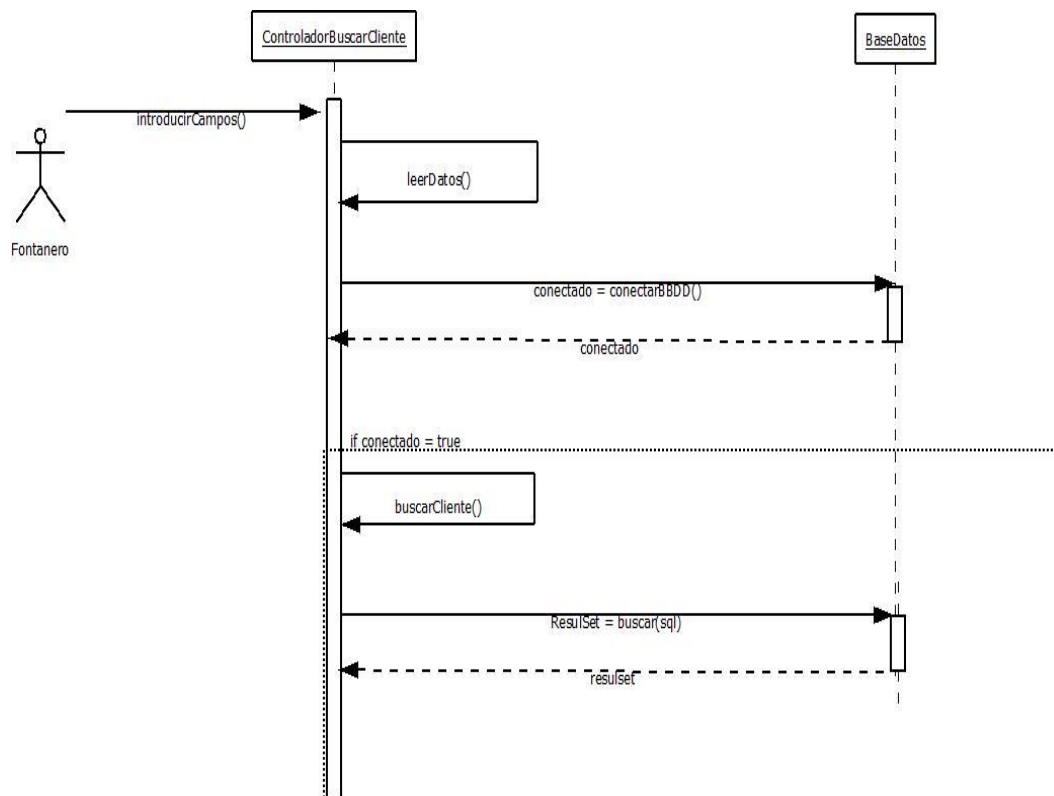 ControladorBuscarCliente
BaseDatos
introducirCampos()
leerDatos()
Fontanero
conectado = conectarBBDD()
conectado
if conectado = true
buscarCliente()
ResulSet = buscar(sql)
resulset